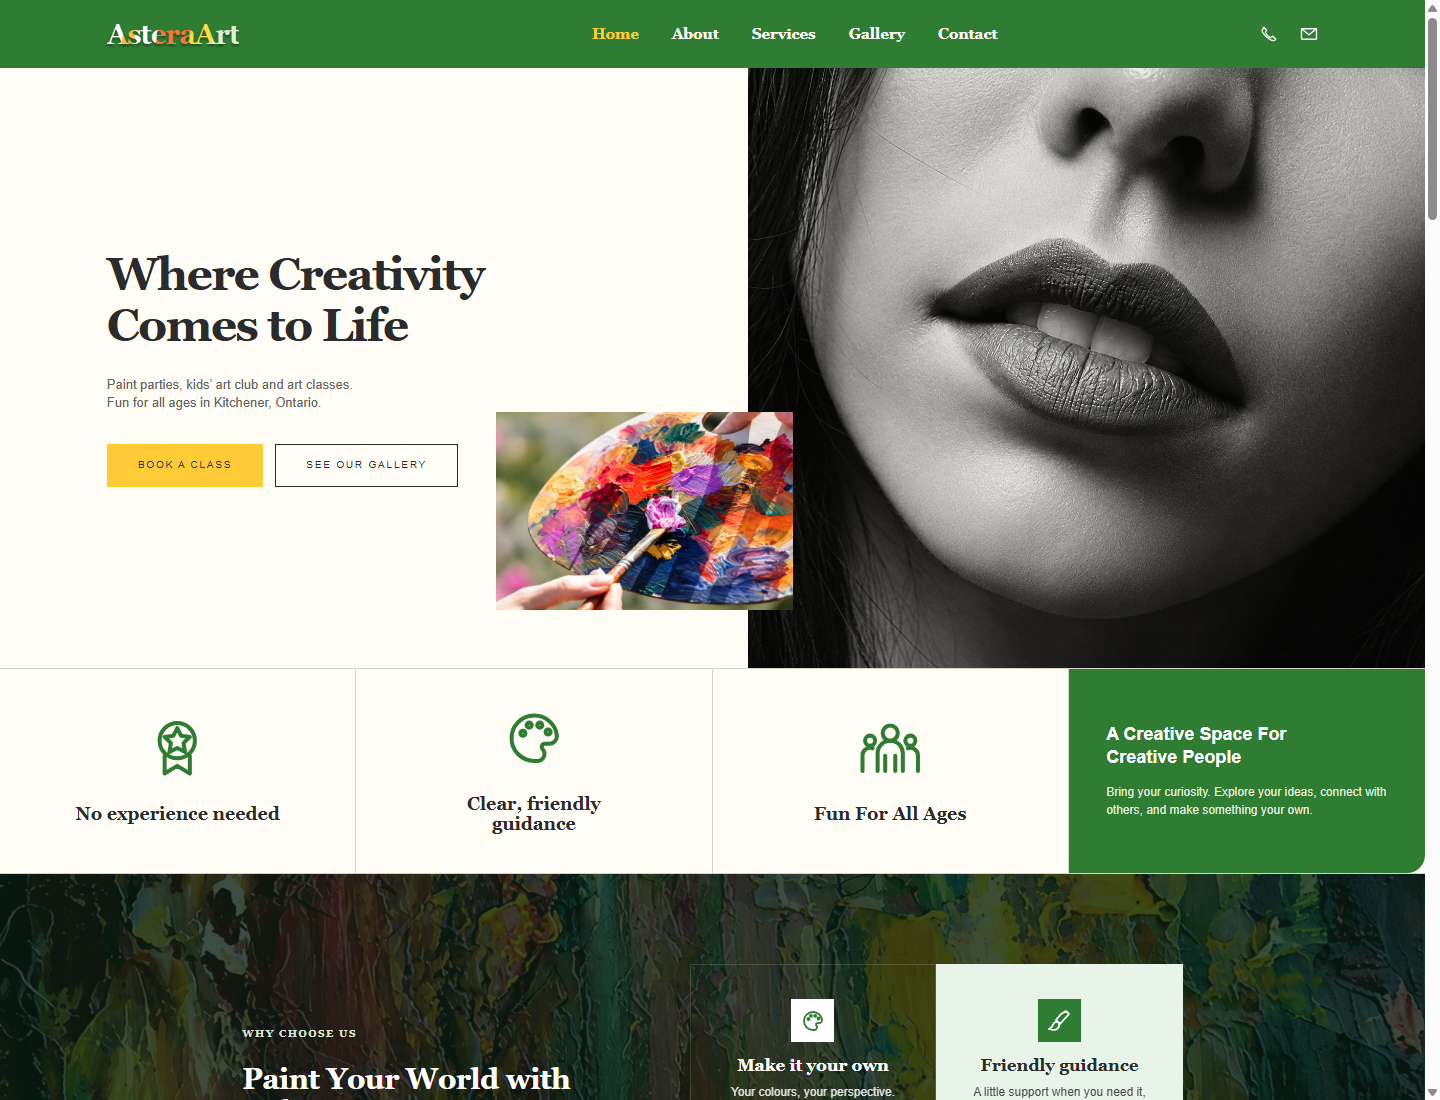 AsteraArt
Home
About
Services
Gallery
Contact
Where Creativity
Comes to Life
Paint parties, kids’ art club and art classes.
Fun for all ages in Kitchener, Ontario.
BOOK A CLASS
SEE OUR GALLERY
No experience needed
Clear, friendly
guidance
Fun For All Ages
A Creative Space For
Creative People
Bring your curiosity. Explore your ideas, connect with
others, and make something your own.
WHY CHOOSE US
Paint Your World with
Make it your own
Your colours, your perspective.
Friendly guidance
A little support when you need it,